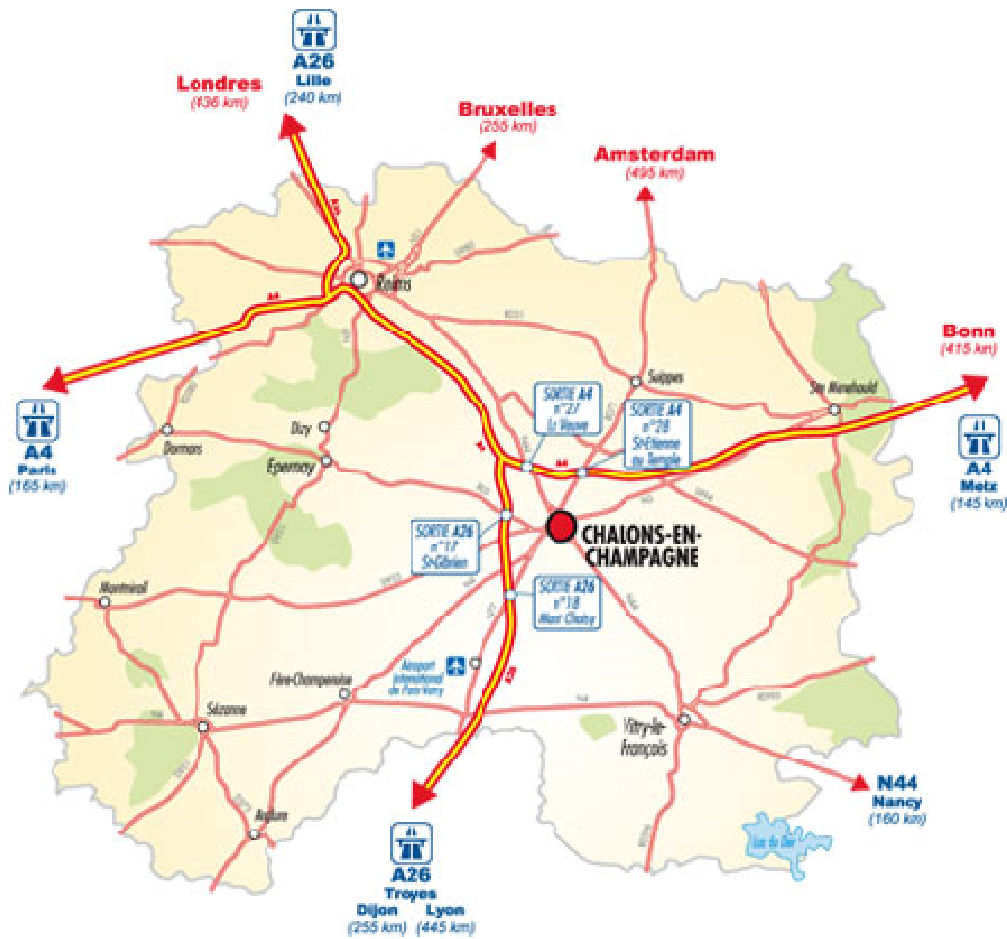 A26
Lille
(240 km)
Londres
(436 km)
Bruxelles
(255 km)
Amsterdam
(495 km)
Reims
A4
Bonn
(415 km)
Suippes
Ste Menehould
SORTIE A4
n°27
La Veuve
SORTIE A4
n°28
St-Etienne
au Temple
A4
Paris
(165 km)
Dormans
Dizy
Epernay
A4
A4
Metz
(145 km)
SORTIE A26
n°17
St-Gibrien
CHALONS-EN-
CHAMPAGNE
SORTIE A26
n°18
Mont Choisy
Montmirail
Fère-Champenoise
Aéroport
International
de Paris-Vatry
Sézanne
Vitry-le-
François
N44
Nancy
(160 km)
Anglure
Lac du Der
A26
Troyes
Dijon Lyon
(255 km) (445 km)